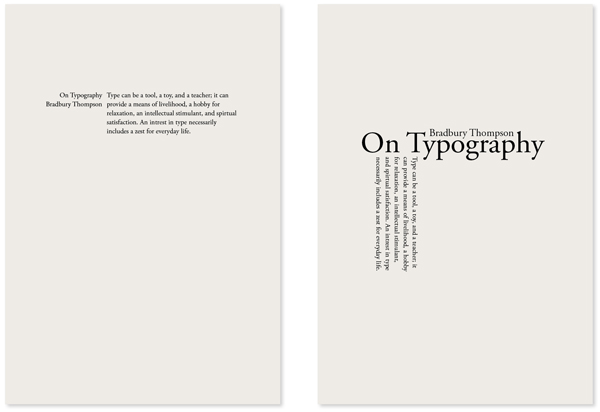 On Typography
Bradbury Thompson
Type can be a tool, a toy, and a teacher; it can
provide a means of livelihood, a hobby for
relaxation, an intellectual stimulant, and spirtual
satisfaction. An intrest in type necessarily
includes a zest for everyday life.
Bradbury Thompson
On Typography
Type can be a tool, a toy, and a teacher; it
can provide a means of livelihood, a hobby
for relaxation, an intellectual stimulant,
and spirtual satisfaction. An intrest in type
necessarily includes a zest for everyday life.